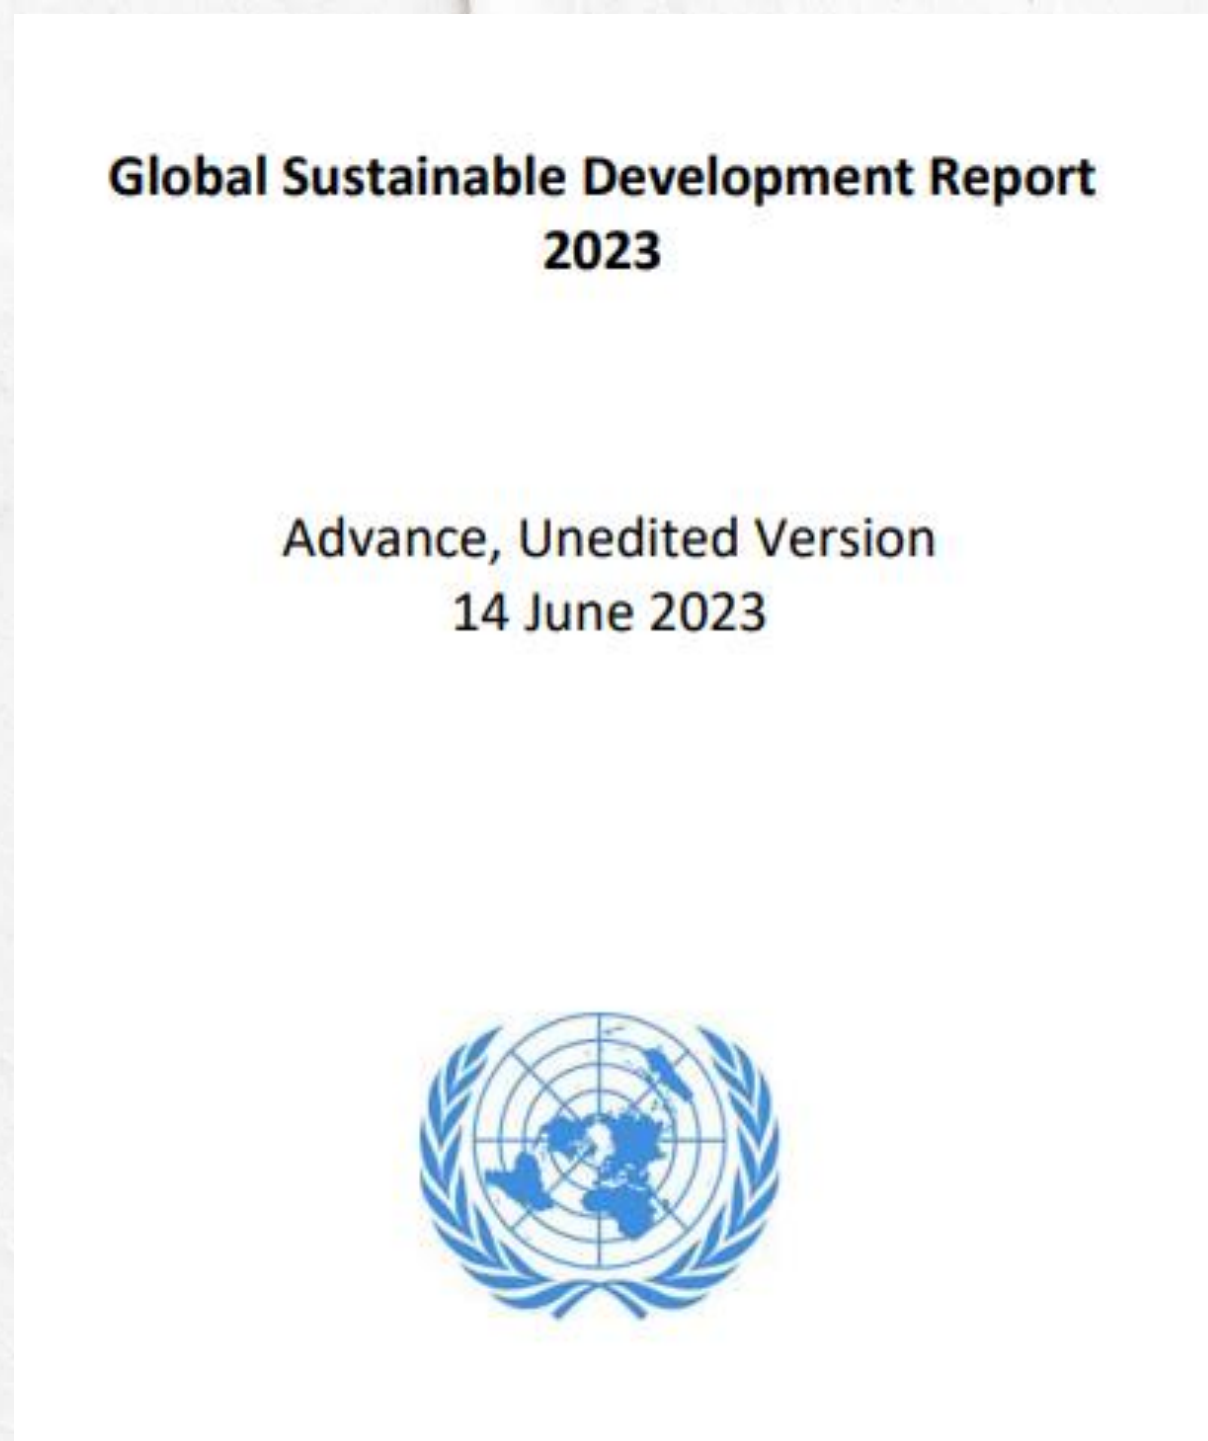 Global Sustainable Development Report
2023
Advance, Unedited Version
14 June 2023